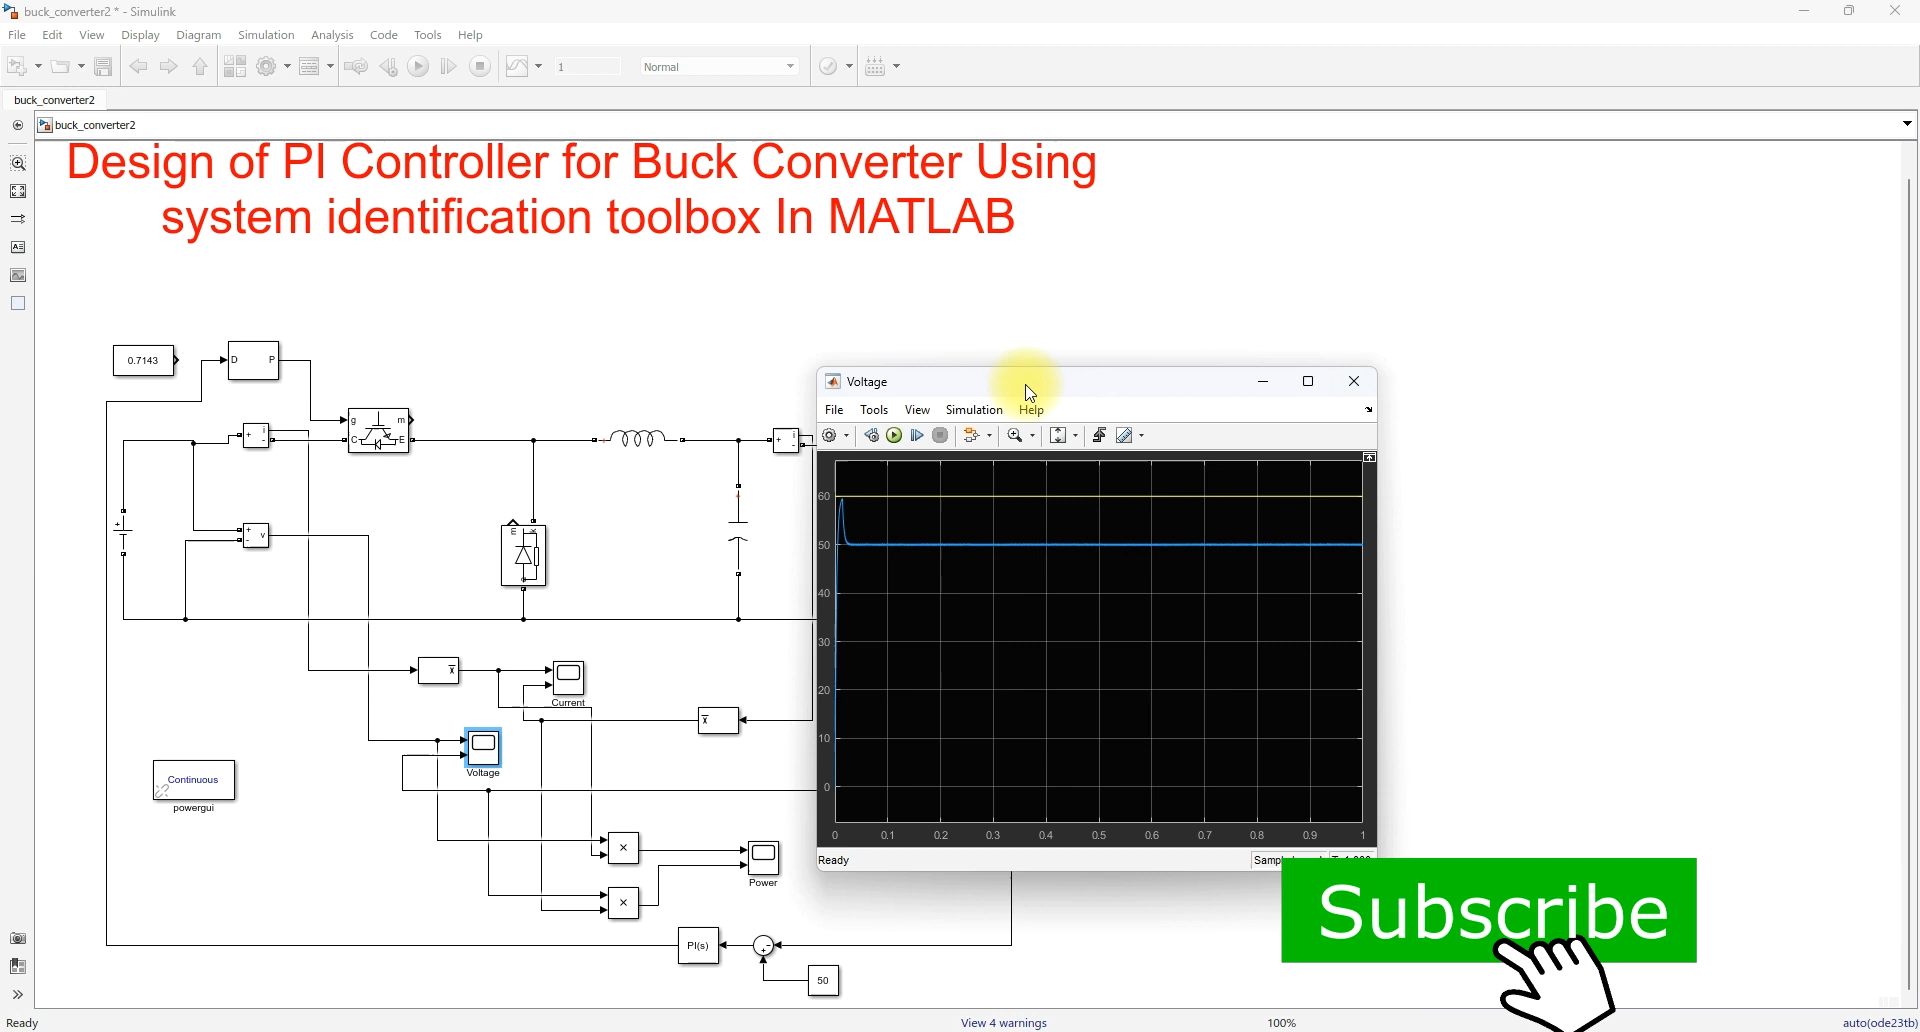 buck_converter2 * - Simulink
File Edit View Display Diagram Simulation Analysis Code Tools Help
1 Normal
buck_converter2
buck_converter2
Design of PI Controller for Buck Converter Using
system identification toolbox In MATLAB
0.7143
D P
g m
C E
+ i
-
+ v
-
+ i
-
m k
a
x
Current
x
Voltage
Continuous
powergui
×
Power
×
PI(s)
50
Voltage
File Tools View Simulation Help
60
50
40
30
20
10
0
0 0.1 0.2 0.3 0.4 0.5 0.6 0.7 0.8 0.9 1
Ready
Subscribe
Ready View 4 warnings 100% auto(ode23tb)